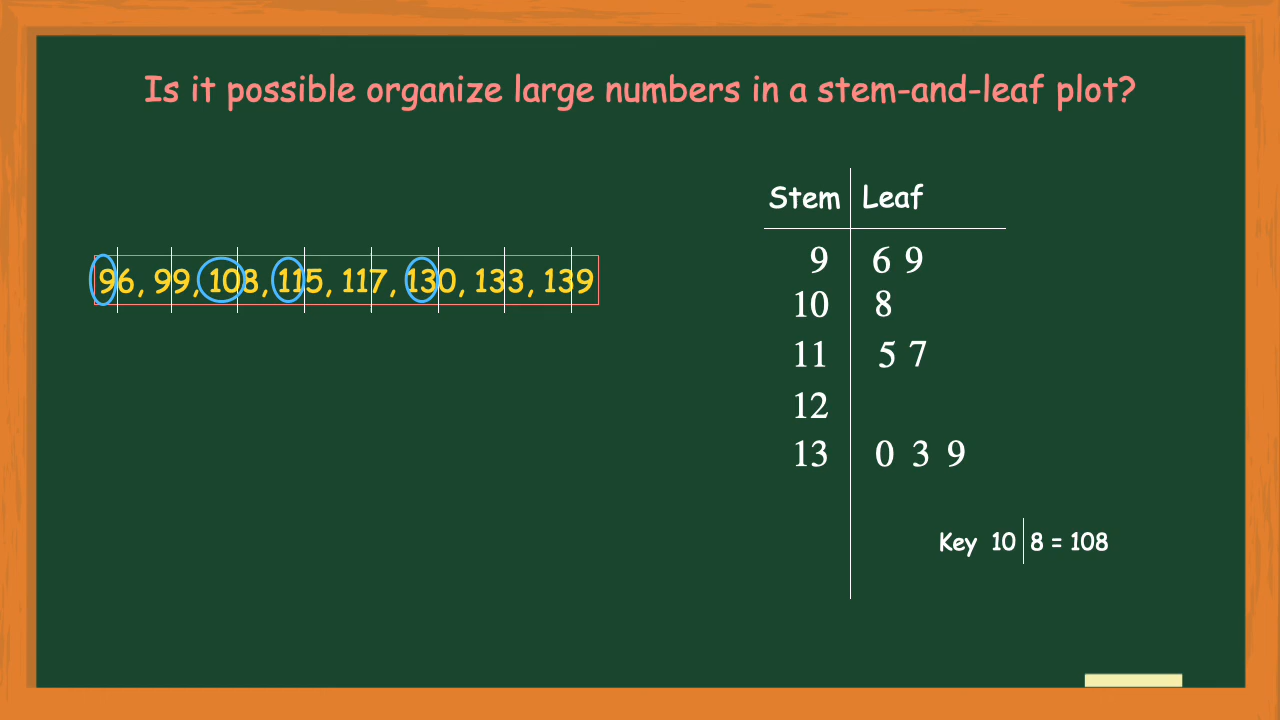 Is it possible organize large numbers in a stem-and-leaf plot?
96, 99, 108, 115, 117, 130, 133, 139
Stem Leaf
9 6 9
10 8
11 5 7
12
13 0 3 9
Key 10 8 = 108